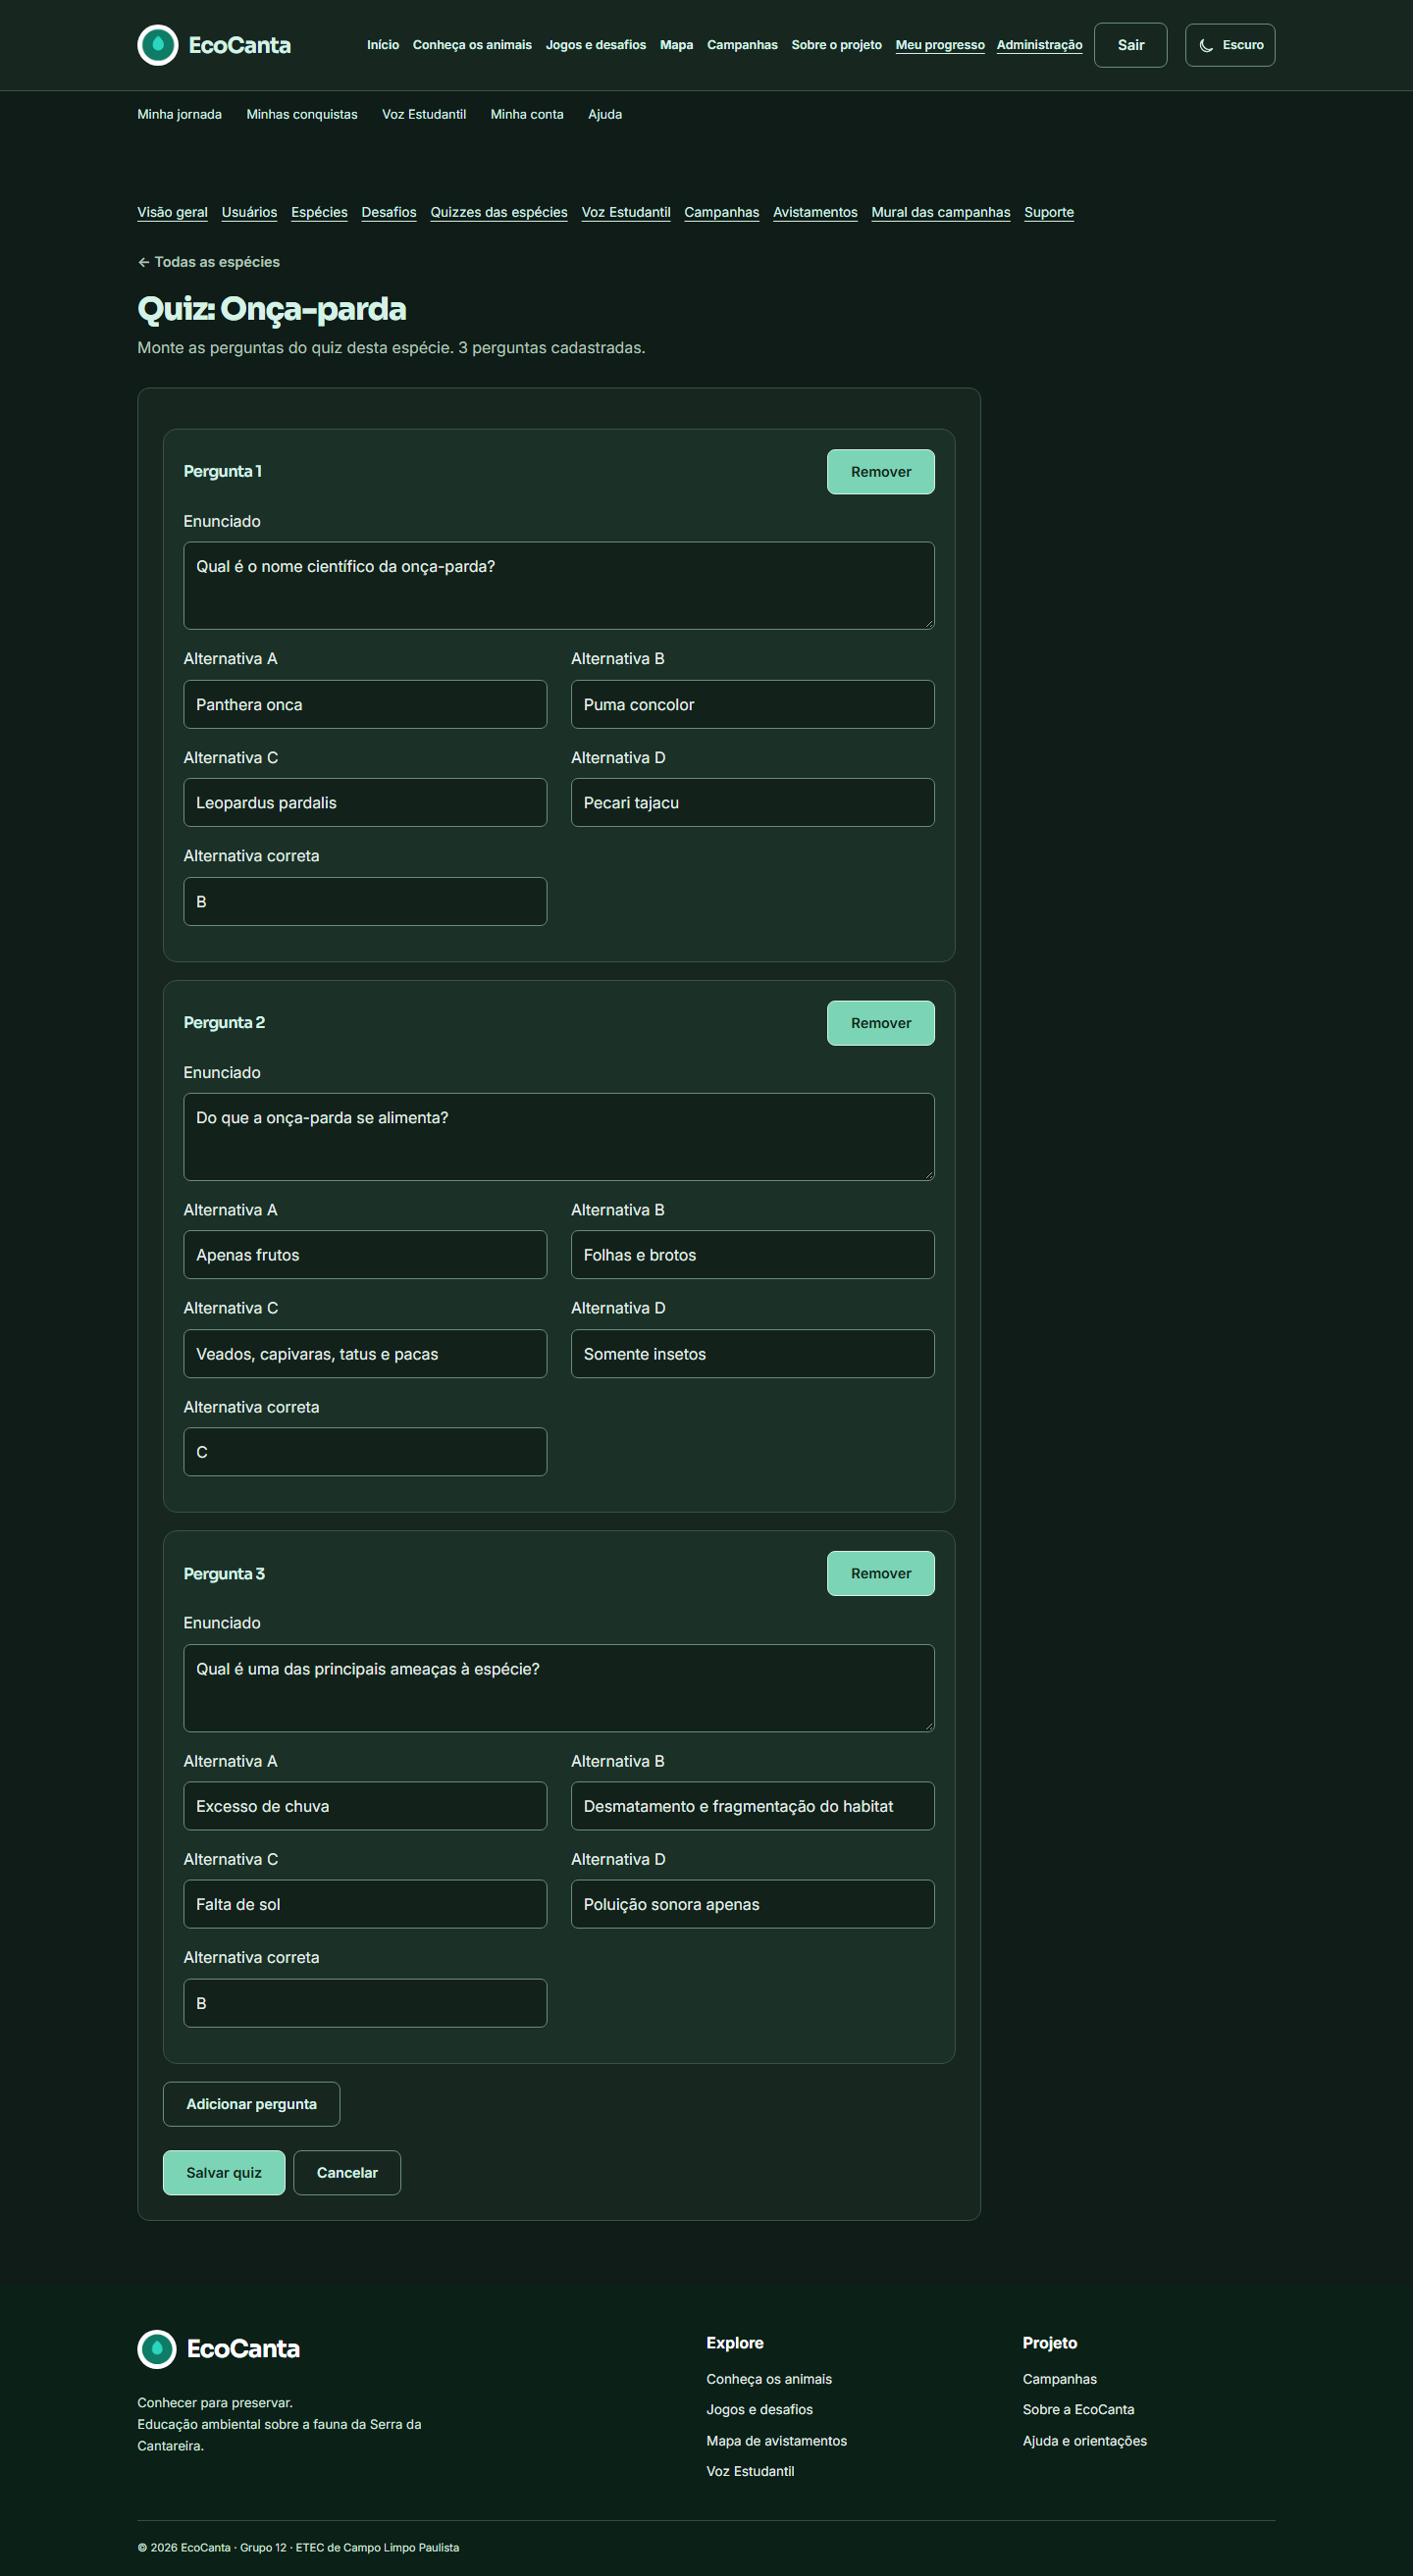 EcoCanta
Início Conheça os animais Jogos e desafios Mapa Campanhas Sobre o projeto Meu progresso Administração Sair Escuro
Minha jornada Minhas conquistas Voz Estudantil Minha conta Ajuda
Visão geral Usuários Espécies Desafios Quizzes das espécies Voz Estudantil Campanhas Avistamentos Mural das campanhas Suporte
← Todas as espécies
Quiz: Onça-parda
Monte as perguntas do quiz desta espécie. 3 perguntas cadastradas.
Pergunta 1 Remover
Enunciado
Qual é o nome científico da onça-parda?
Alternativa A Alternativa B
Panthera onca Puma concolor
Alternativa C Alternativa D
Leopardus pardalis Pecari tajacu
Alternativa correta
B
Pergunta 2 Remover
Enunciado
Do que a onça-parda se alimenta?
Alternativa A Alternativa B
Apenas frutos Folhas e brotos
Alternativa C Alternativa D
Veados, capivaras, tatus e pacas Somente insetos
Alternativa correta
C
Pergunta 3 Remover
Enunciado
Qual é uma das principais ameaças à espécie?
Alternativa A Alternativa B
Excesso de chuva Desmatamento e fragmentação do habitat
Alternativa C Alternativa D
Falta de sol Poluição sonora apenas
Alternativa correta
B
Adicionar pergunta
Salvar quiz Cancelar
EcoCanta
Conhecer para preservar.
Educação ambiental sobre a fauna da Serra da
Cantareira.
Explore
Conheça os animais
Jogos e desafios
Mapa de avistamentos
Voz Estudantil
Projeto
Campanhas
Sobre a EcoCanta
Ajuda e orientações
© 2026 EcoCanta · Grupo 12 · ETEC de Campo Limpo Paulista